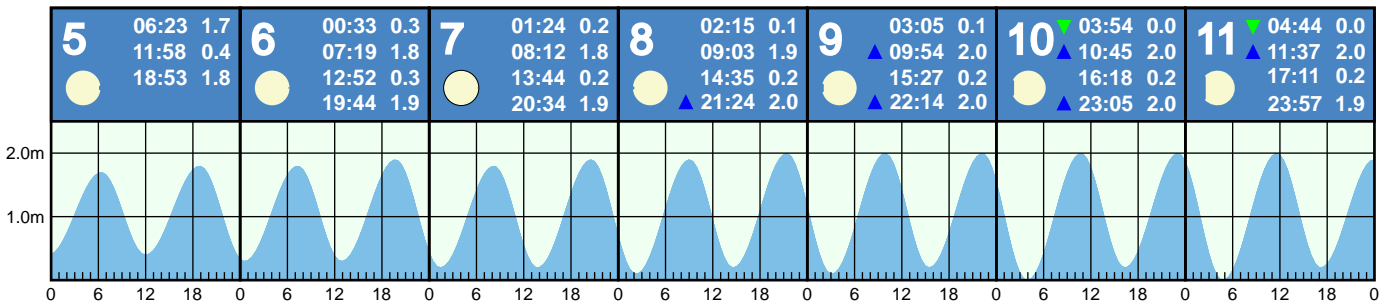 5
06:23 1.7
11:58 0.4
18:53 1.8
6
00:33 0.3
07:19 1.8
12:52 0.3
19:44 1.9
7
01:24 0.2
08:12 1.8
13:44 0.2
20:34 1.9
8
02:15 0.1
09:03 1.9
14:35 0.2
▲ 21:24 2.0
9
03:05 0.1
▲ 09:54 2.0
15:27 0.2
▲ 22:14 2.0
10
▼ 03:54 0.0
▲ 10:45 2.0
16:18 0.2
▲ 23:05 2.0
11
▼ 04:44 0.0
▲ 11:37 2.0
17:11 0.2
23:57 1.9
2.0m
1.0m
0 6 12 18 0 6 12 18 0 6 12 18 0 6 12 18 0 6 12 18 0 6 12 18 0 6 12 18 0